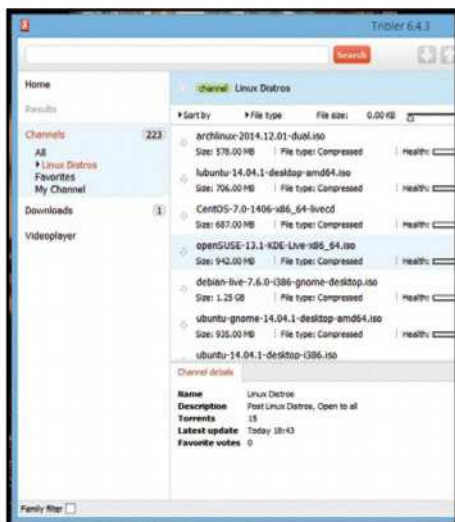 Tribler 6.4.3
Search
Home
Results
Channels 223
All
Linux Distros
Favorites
My Channel
Downloads 1
Videoplayer
channel Linux Distros
Sort by File type File size: 0.00 KB
archlinux-2014.12.01-dual.iso
Size: 578.00 MB File type: Compressed Health:
lubuntu-14.04.1-desktop-amd64.iso
Size: 706.00 MB File type: Compressed Health:
CentOS-7.0-1406-x86_64-livecd
Size: 687.00 MB File type: Compressed Health:
openSUSE-13.1-KDE-Live-x86_64.iso
Size: 942.00 MB File type: Compressed Health:
debian-live-7.6.0-i386-gnome-desktop.iso
Size: 1.25 GB File type: Compressed Health:
ubuntu-gnome-14.04.1-desktop-amd64.iso
Size: 935.00 MB File type: Compressed Health:
ubuntu-14.04.1-desktop-i386.iso
Channel details
Name Linux Distros
Description Post Linux Distros, Open to all
Torrents 15
Latest update Today 18:43
Favorite votes 0
Family filter